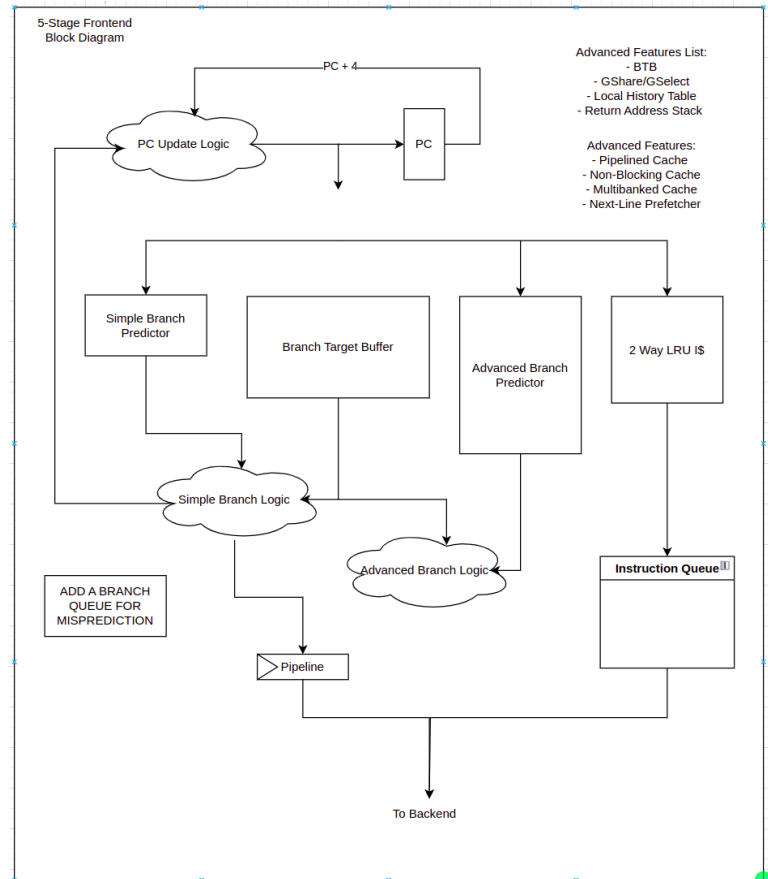 5-Stage Frontend
Block Diagram
Advanced Features List:
- BTB
- GShare/GSelect
- Local History Table
- Return Address Stack
Advanced Features:
- Pipelined Cache
- Non-Blocking Cache
- Multibanked Cache
- Next-Line Prefetcher
PC + 4
PC Update Logic
PC
Simple Branch
Predictor
Branch Target Buffer
Advanced Branch
Predictor
2 Way LRU I$
Simple Branch Logic
Advanced Branch Logic
Instruction Queue
ADD A BRANCH
QUEUE FOR
MISPREDICTION
Pipeline
To Backend